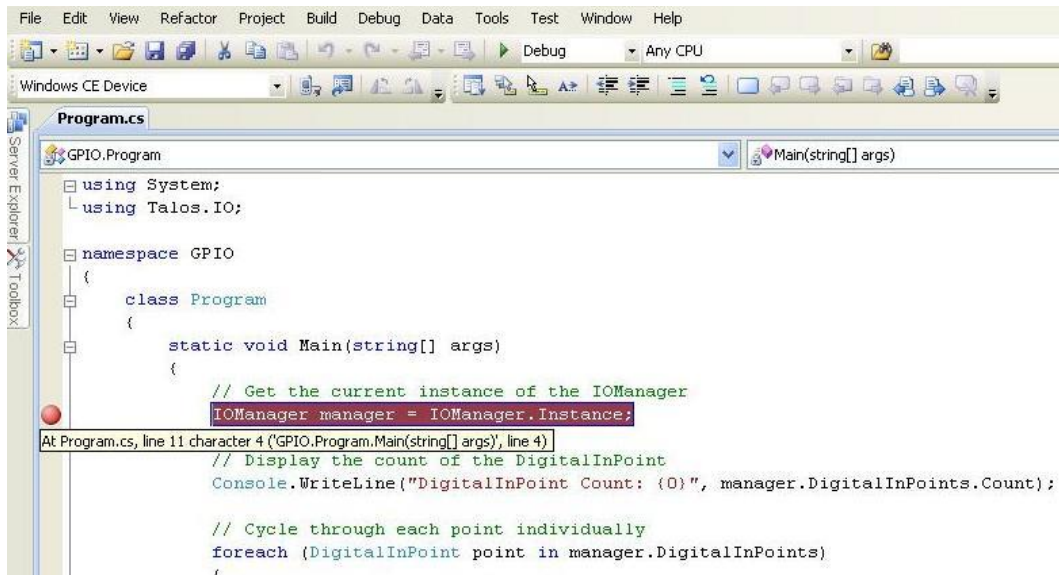 File Edit View Refactor Project Build Debug Data Tools Test Window Help
Debug Any CPU
Windows CE Device
Program.cs
GPIO.Program Main(string[] args)
Server Explorer
Toolbox
using System;
using Talos.IO;
namespace GPIO
{
class Program
{
static void Main(string[] args)
{
// Get the current instance of the IOManager
IOManager manager = IOManager.Instance;
At Program.cs, line 11 character 4 ('GPIO.Program.Main(string[] args)', line 4)
// Display the count of the DigitalInPoint
Console.WriteLine("DigitalInPoint Count: {0}", manager.DigitalInPoints.Count);
// Cycle through each point individually
foreach (DigitalInPoint point in manager.DigitalInPoints)
{